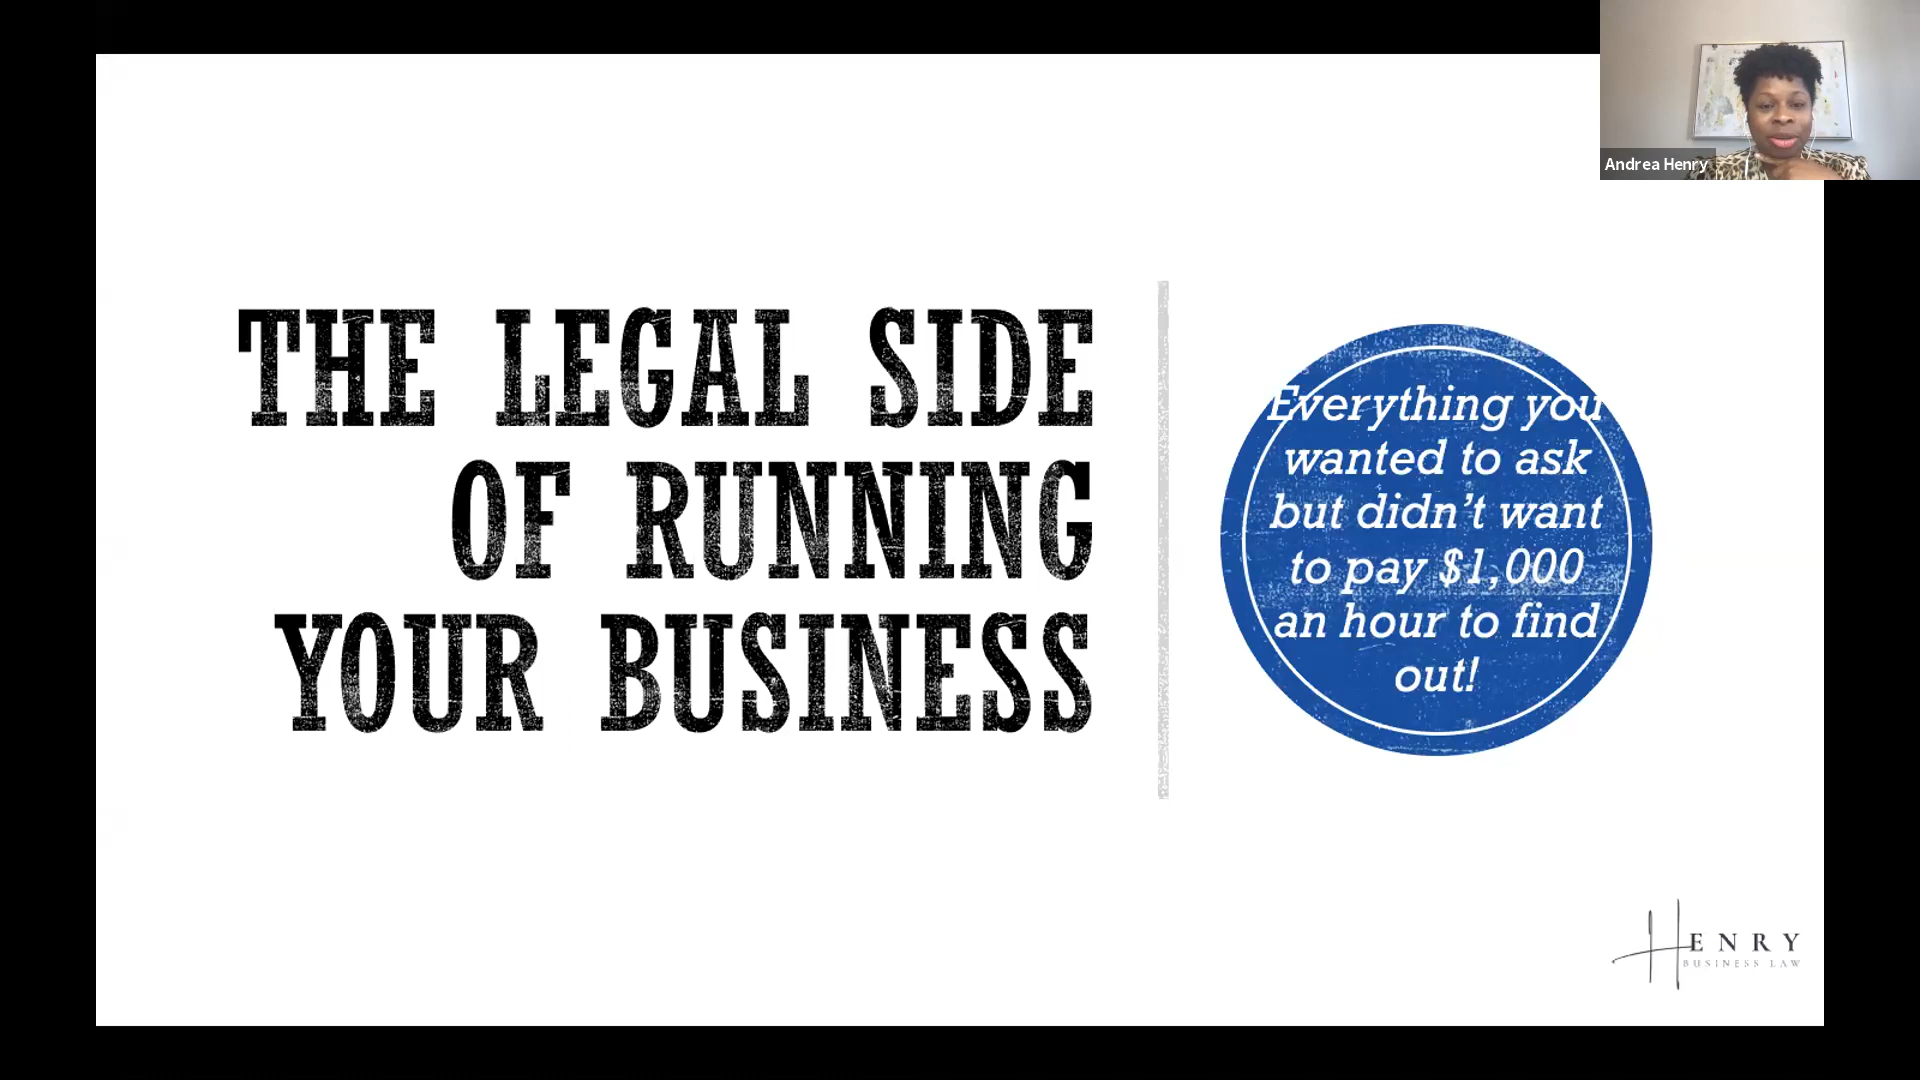 Andrea Henry
THE LEGAL SIDE
OF RUNNING
YOUR BUSINESS
Everything you
wanted to ask
but didn’t want
to pay $1,000
an hour to find
out!
HENRY
BUSINESS LAW